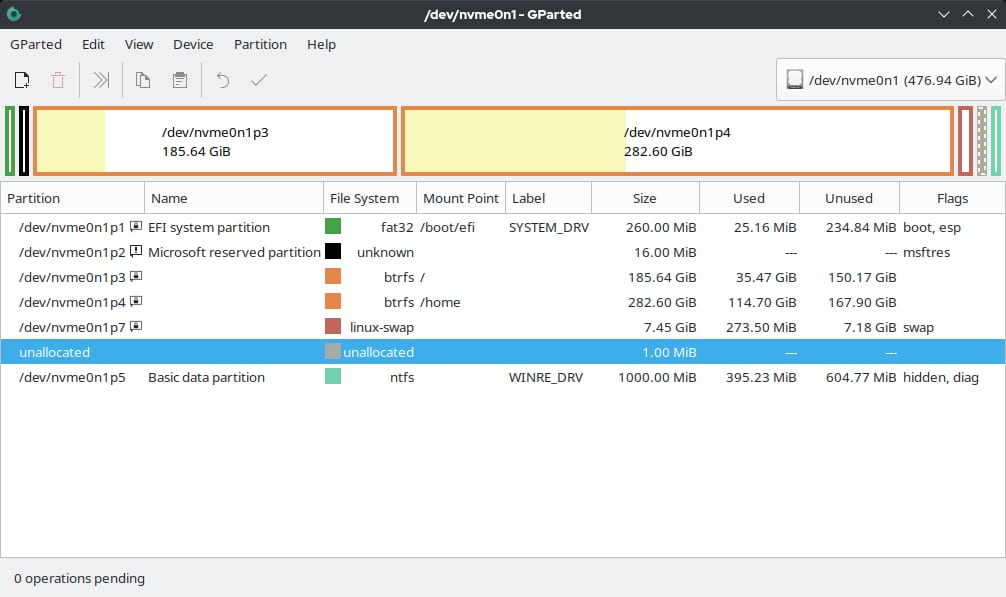 /dev/nvme0n1 - GParted
GParted Edit View Device Partition Help
/dev/nvme0n1 (476.94 GiB)
/dev/nvme0n1p3
185.64 GiB
/dev/nvme0n1p4
282.60 GiB
Partition Name File System Mount Point Label Size Used Unused Flags
/dev/nvme0n1p1 EFI system partition fat32 /boot/efi SYSTEM_DRV 260.00 MiB 25.16 MiB 234.84 MiB boot, esp
/dev/nvme0n1p2 Microsoft reserved partition unknown 16.00 MiB --- --- msftres
/dev/nvme0n1p3 btrfs / 185.64 GiB 35.47 GiB 150.17 GiB
/dev/nvme0n1p4 btrfs /home 282.60 GiB 114.70 GiB 167.90 GiB
/dev/nvme0n1p7 linux-swap 7.45 GiB 273.50 MiB 7.18 GiB swap
unallocated unallocated 1.00 MiB --- ---
/dev/nvme0n1p5 Basic data partition ntfs WINRE_DRV 1000.00 MiB 395.23 MiB 604.77 MiB hidden, diag
0 operations pending